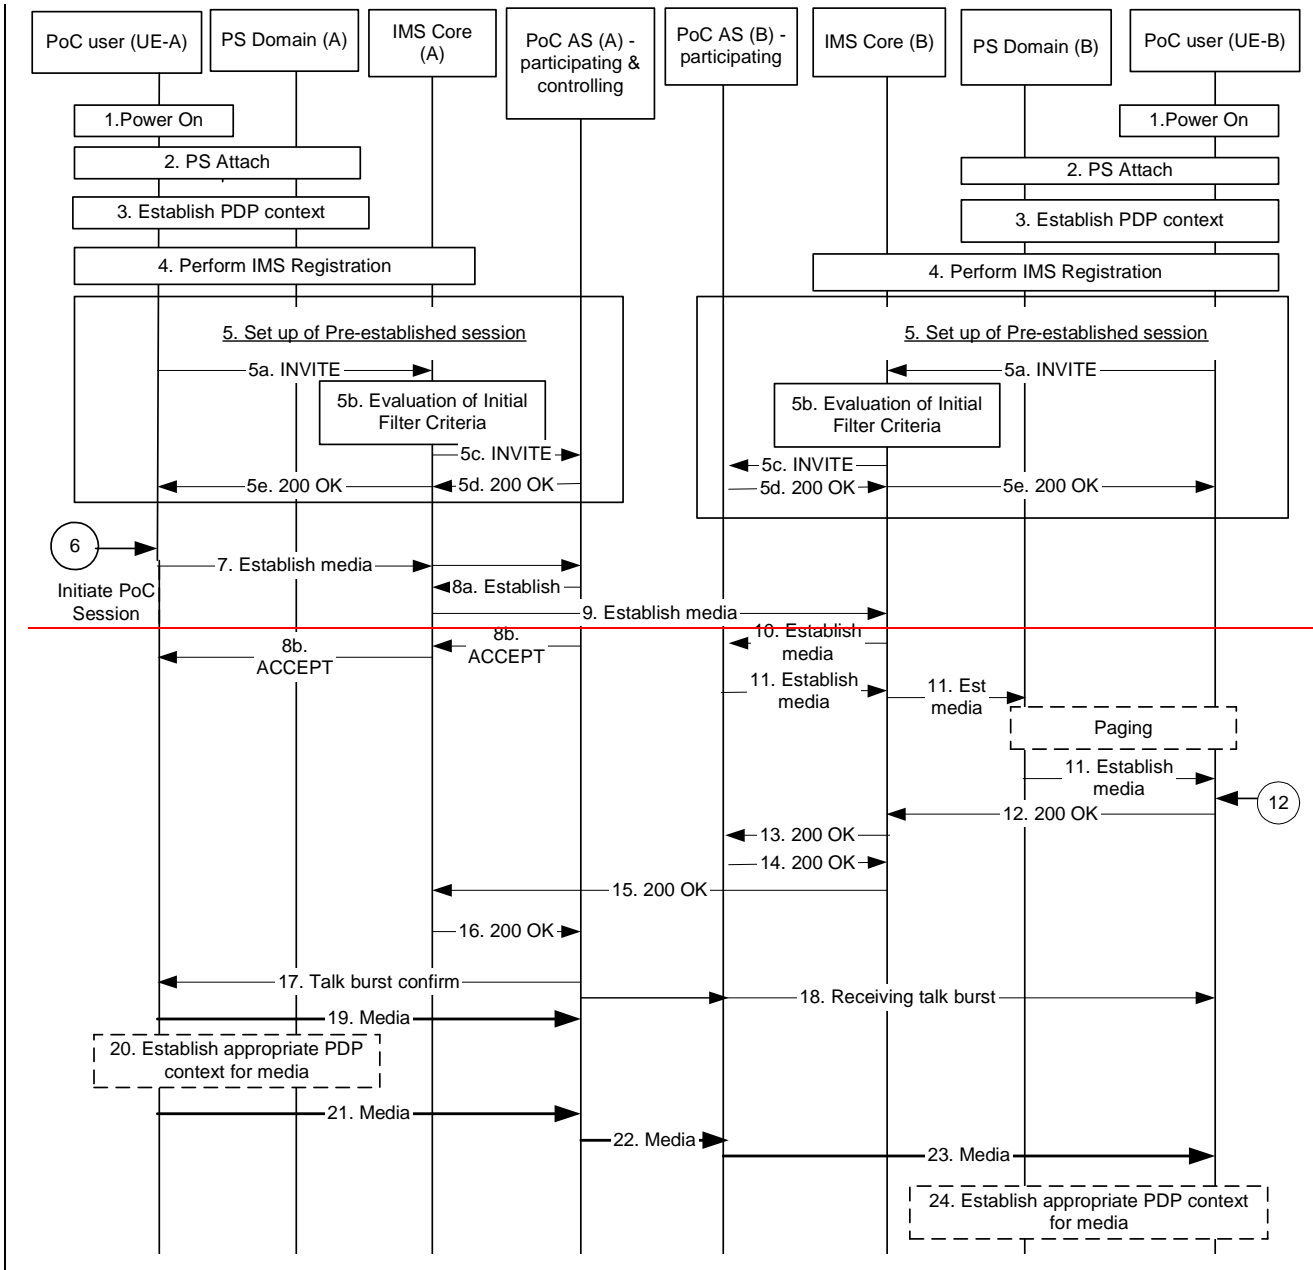 PoC user (UE-A)
PS Domain (A)
IMS Core
(A)
PoC AS (A) -
participating &
controlling
PoC AS (B) -
participating
IMS Core (B)
PS Domain (B)
PoC user (UE-B)
1.Power On
1.Power On
2. PS Attach
2. PS Attach
3. Establish PDP context
3. Establish PDP context
4. Perform IMS Registration
4. Perform IMS Registration
5. Set up of Pre-established session
5. Set up of Pre-established session
5a. INVITE
5a. INVITE
5b. Evaluation of Initial
Filter Criteria
5b. Evaluation of Initial
Filter Criteria
5c. INVITE
5c. INVITE
5e. 200 OK
5d. 200 OK
5d. 200 OK
5e. 200 OK
6
Initiate PoC
Session
7. Establish media
8a. Establish
9. Establish media
8b.
ACCEPT
8b.
ACCEPT
10. Establish
media
11. Establish
media
11. Est
media
Paging
11. Establish
media
12
12. 200 OK
13. 200 OK
14. 200 OK
15. 200 OK
16. 200 OK
17. Talk burst confirm
18. Receiving talk burst
19. Media
20. Establish appropriate PDP
context for media
21. Media
22. Media
23. Media
24. Establish appropriate PDP context
for media